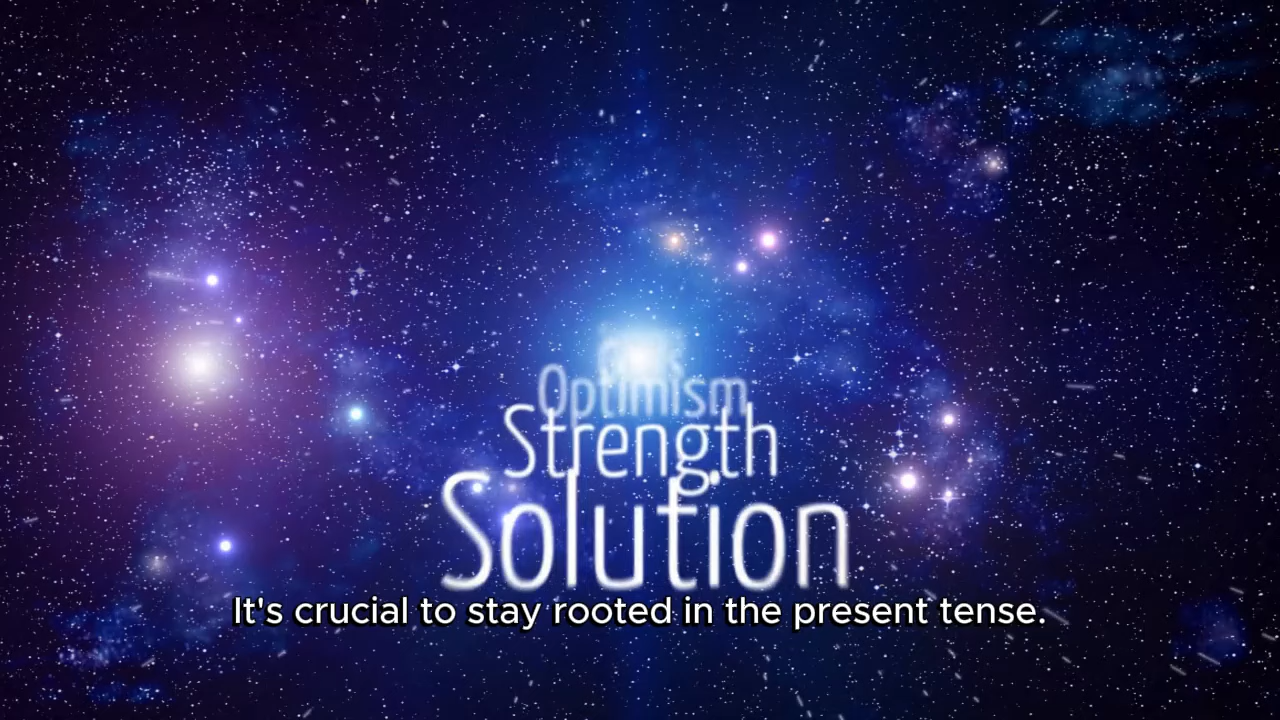 Optimism
Strength
Solution
It's crucial to stay rooted in the present tense.